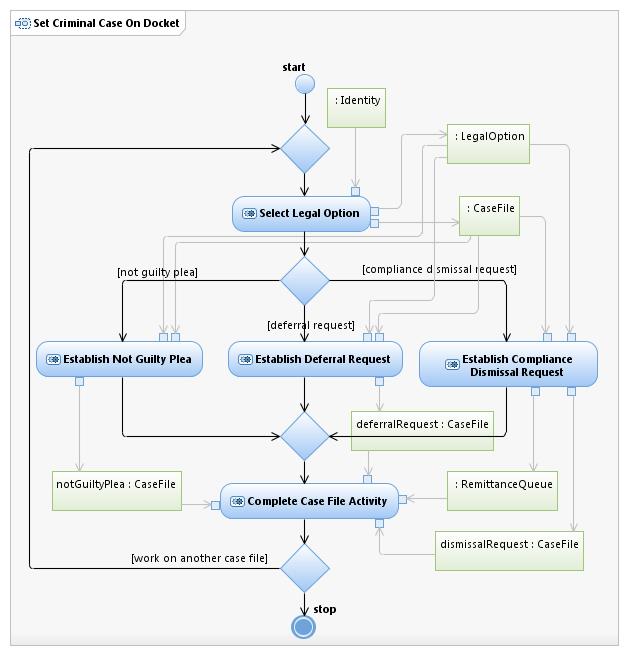 Set Criminal Case On Docket
start
: Identity
: LegalOption
Select Legal Option
: CaseFile
[not guilty plea]
[compliance dismissal request]
[deferral request]
Establish Not Guilty Plea
Establish Deferral Request
Establish Compliance
Dismissal Request
deferralRequest : CaseFile
notGuiltyPlea : CaseFile
: RemittanceQueue
Complete Case File Activity
dismissalRequest : CaseFile
[work on another case file]
stop